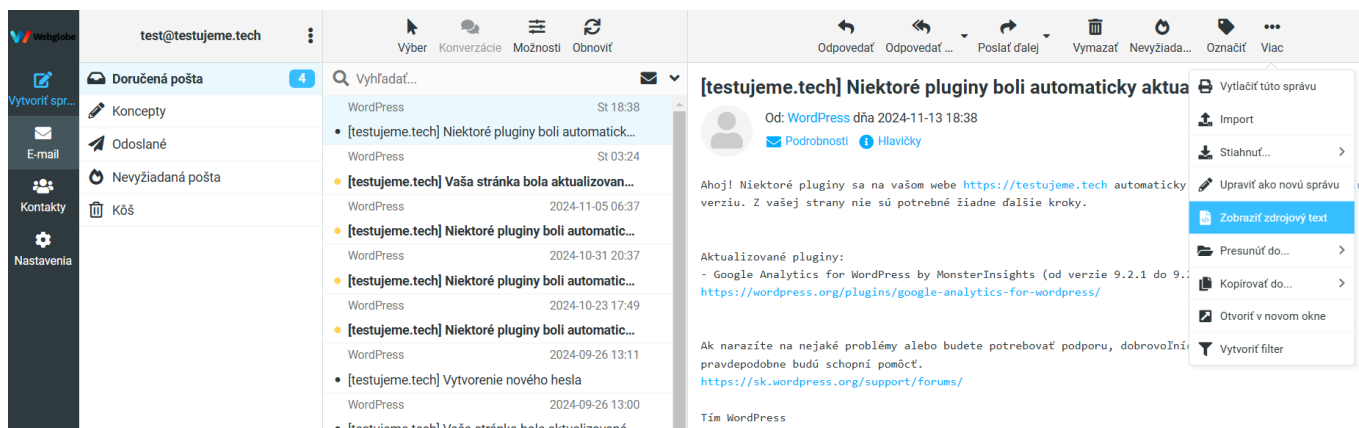 Webglobe
Vytvoriť spr...
E-mail
Kontakty
Nastavenia
test@testujeme.tech
Doručená pošta 4
Koncepty
Odoslané
Nevyžiadaná pošta
Kôš
Výber Konverzácie Možnosti Obnoviť
Vyhľadať...
WordPress St 18:38
• [testujeme.tech] Niektoré pluginy boli automatick...
WordPress St 03:24
• [testujeme.tech] Vaša stránka bola aktualizovan...
WordPress 2024-11-05 06:37
• [testujeme.tech] Niektoré pluginy boli automatic...
WordPress 2024-10-31 20:37
• [testujeme.tech] Niektoré pluginy boli automatic...
WordPress 2024-10-23 17:49
• [testujeme.tech] Niektoré pluginy boli automatic...
WordPress 2024-09-26 13:11
• [testujeme.tech] Vytvorenie nového hesla
WordPress 2024-09-26 13:00
• [testujeme.tech] Vaša stránka bola aktualizovaná
Odpovedať Odpovedať ... Poslať ďalej Vymazať Nevyžiada... Označiť Viac
[testujeme.tech] Niektoré pluginy boli automaticky aktua
Od: WordPress dňa 2024-11-13 18:38
Podrobnosti Hlavičky
Ahoj! Niektoré pluginy sa na vašom webe https://testujeme.tech automaticky
verziu. Z vašej strany nie sú potrebné žiadne ďalšie kroky.
Aktualizované pluginy:
- Google Analytics for WordPress by MonsterInsights (od verzie 9.2.1 do 9.2
https://wordpress.org/plugins/google-analytics-for-wordpress/
Ak narazíte na nejaké problémy alebo budete potrebovať podporu, dobrovoľní
pravdepodobne budú schopní pomôcť.
https://sk.wordpress.org/support/forums/
Tím WordPress
Vytlačiť túto správu
Import
Stiahnuť...
Upraviť ako novú správu
Zobraziť zdrojový text
Presunúť do...
Kopírovať do...
Otvoriť v novom okne
Vytvoriť filter